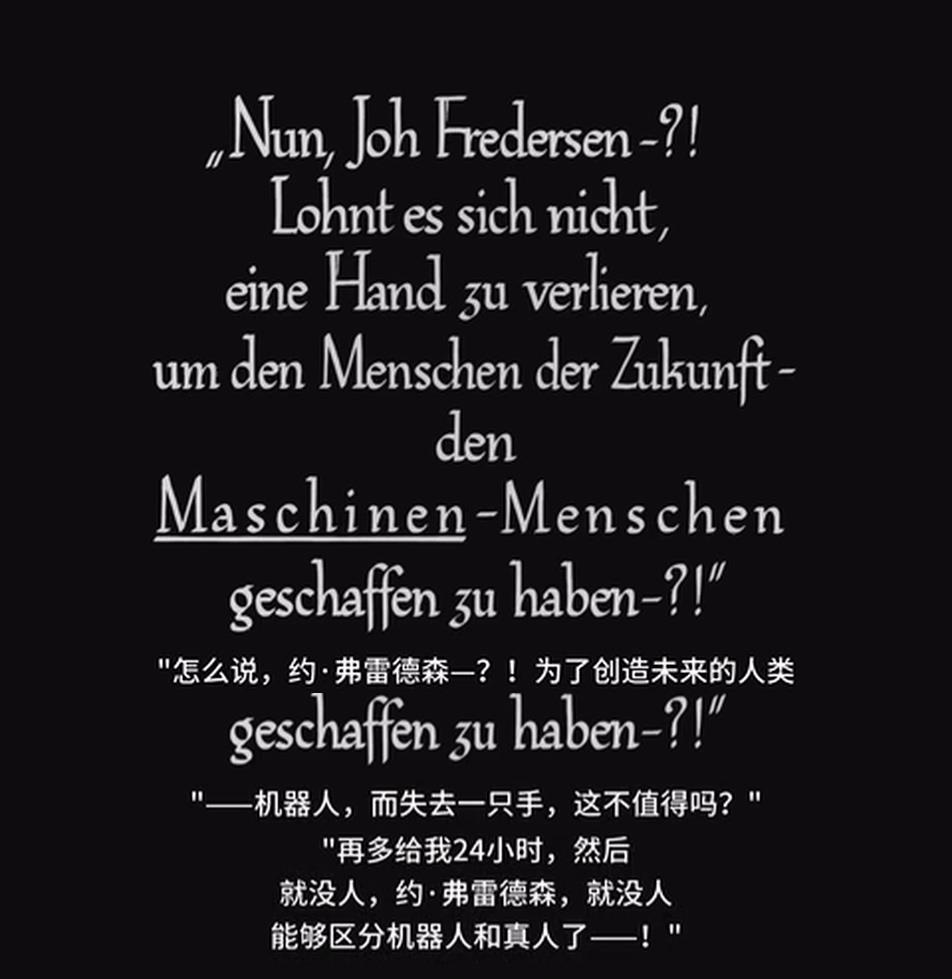 „Nun, Joh Fredersen-?!
Lohnt es sich nicht,
eine Hand zu verlieren,
um den Menschen der Zukunft-
den
Maschinen-Menschen
geschaffen zu haben-?!"
"怎么说，约·弗雷德森—？！为了创造未来的人类
geschaffen zu haben-?!"
"——机器人，而失去一只手，这不值得吗？"
"再多给我24小时，然后
就没人，约·弗雷德森，就没人
能够区分机器人和真人了——！"